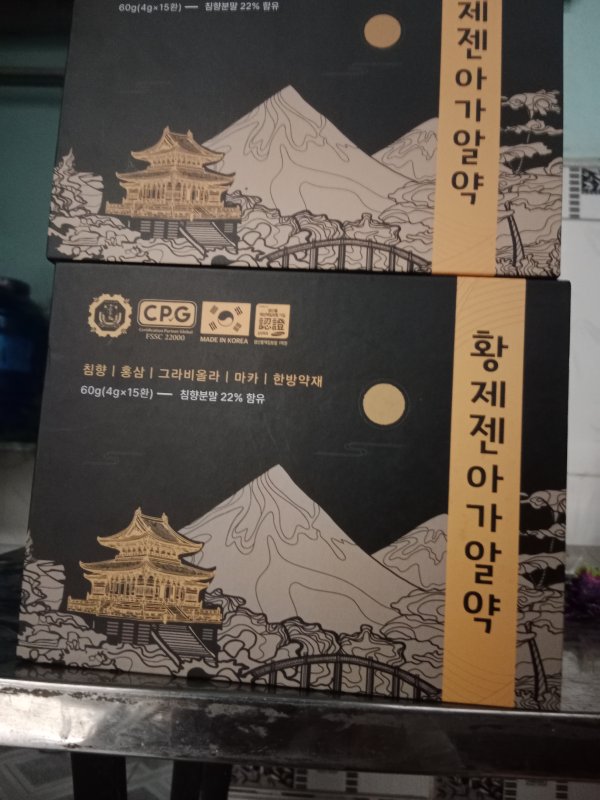 60g(4g×15환) — 침향분말 22% 함유
제젠아가알약
CPG
Certification Partner Global
FSSC 22000
MADE IN KOREA
침향 | 홍삼 | 그라비올라 | 마카 | 한방약재
60g(4g×15환) — 침향분말 22% 함유
황제젠아가알약